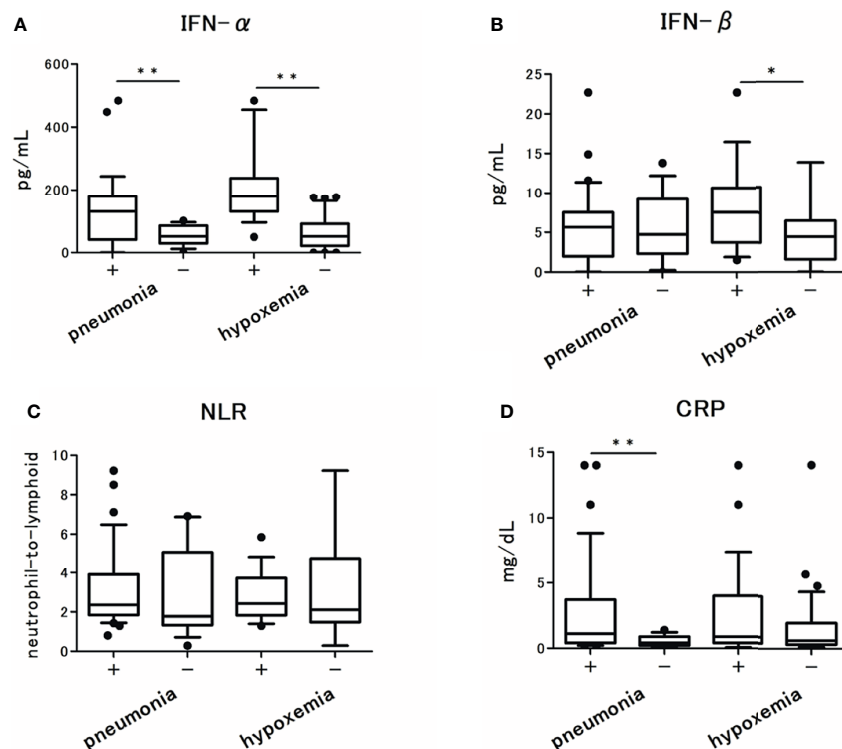 A IFN-α
600
400
200
0
pg/mL
** **
+ − + −
pneumonia hypoxemia
B IFN-β
25
20
15
10
5
0
pg/mL
*
+ − + −
pneumonia hypoxemia
C NLR
10
8
6
4
2
0
neutrophil-to-lymphoid
+ − + −
pneumonia hypoxemia
D CRP
15
10
5
0
mg/dL
**
+ − + −
pneumonia hypoxemia